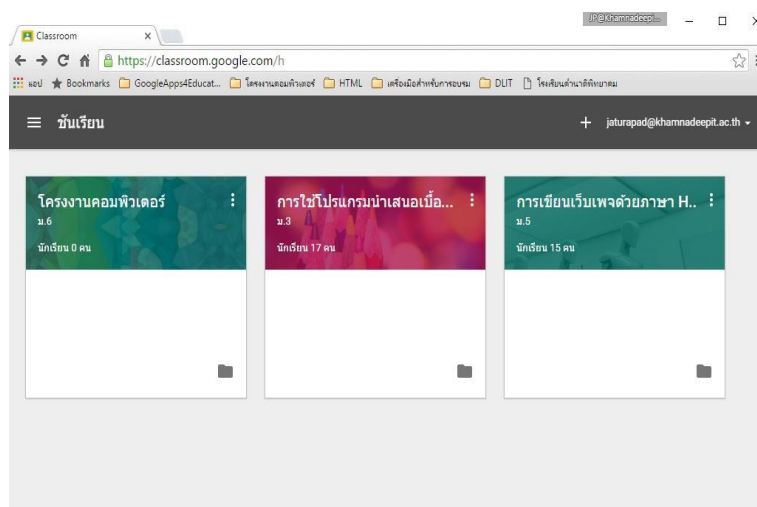 JP@Khamnadeepi...
Classroom
https://classroom.google.com/h
แอป Bookmarks GoogleApps4Educat... โครงงานคอมพิวเตอร์ HTML เครื่องมือสำหรับการอบรม DLIT โรงเรียนคำนาดีพิทยาคม
ชั้นเรียน
jaturapad@khamnadeepit.ac.th
โครงงานคอมพิวเตอร์
ม.6
นักเรียน 0 คน
การใช้โปรแกรมนำเสนอเบื้อ...
ม.3
นักเรียน 17 คน
การเขียนเว็บเพจด้วยภาษา H..
ม.5
นักเรียน 15 คน